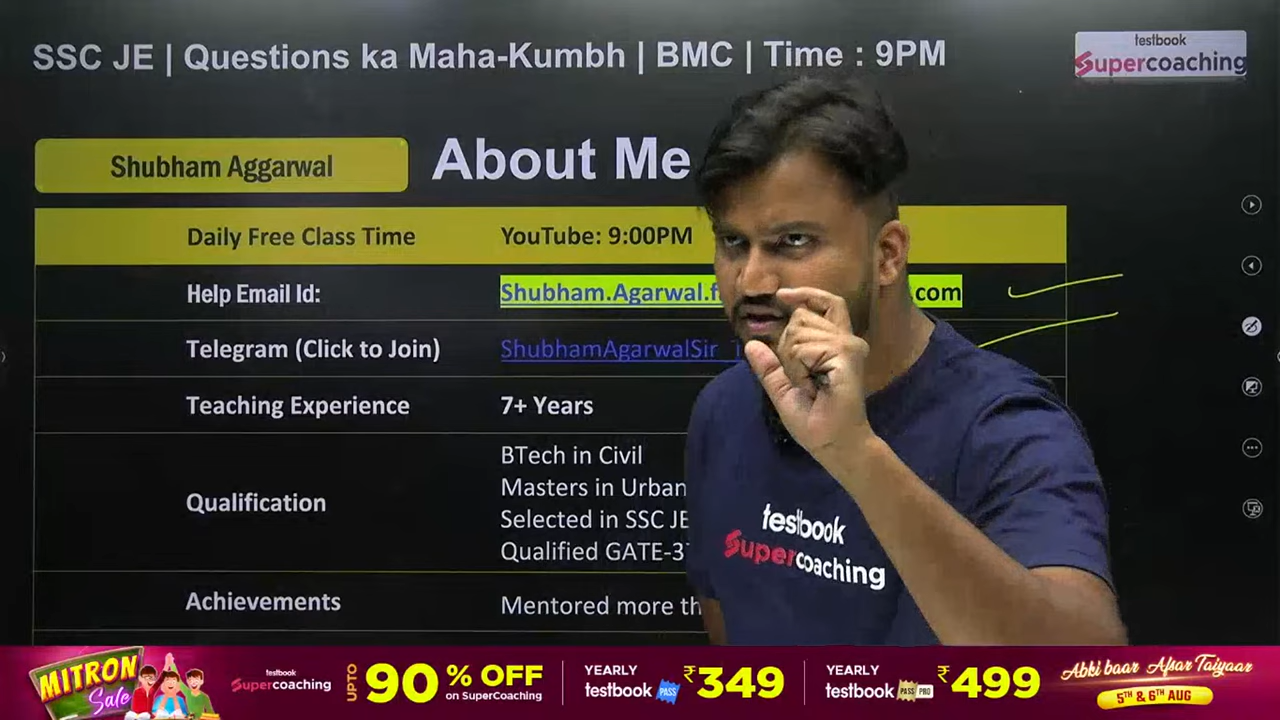 SSC JE | Questions ka Maha-Kumbh | BMC | Time : 9PM
testbook
Supercoaching
Shubham Aggarwal
About Me
Daily Free Class Time
YouTube: 9:00PM
Help Email Id:
Shubham.Agarwal.f
.com
Telegram (Click to Join)
ShubhamAgarwalSir_
Teaching Experience
7+ Years
Qualification
BTech in Civil
Masters in Urban
Selected in SSC JE
Qualified GATE-3
Achievements
Mentored more th
testbook
Supercoaching
MITRON
Sale
testbook
Supercoaching
UPTO
90% OFF
on SuperCoaching
YEARLY
testbook PASS
₹349
YEARLY
testbook PASS PRO
₹499
Abki baar Afsar Taiyaar
5TH & 6TH AUG